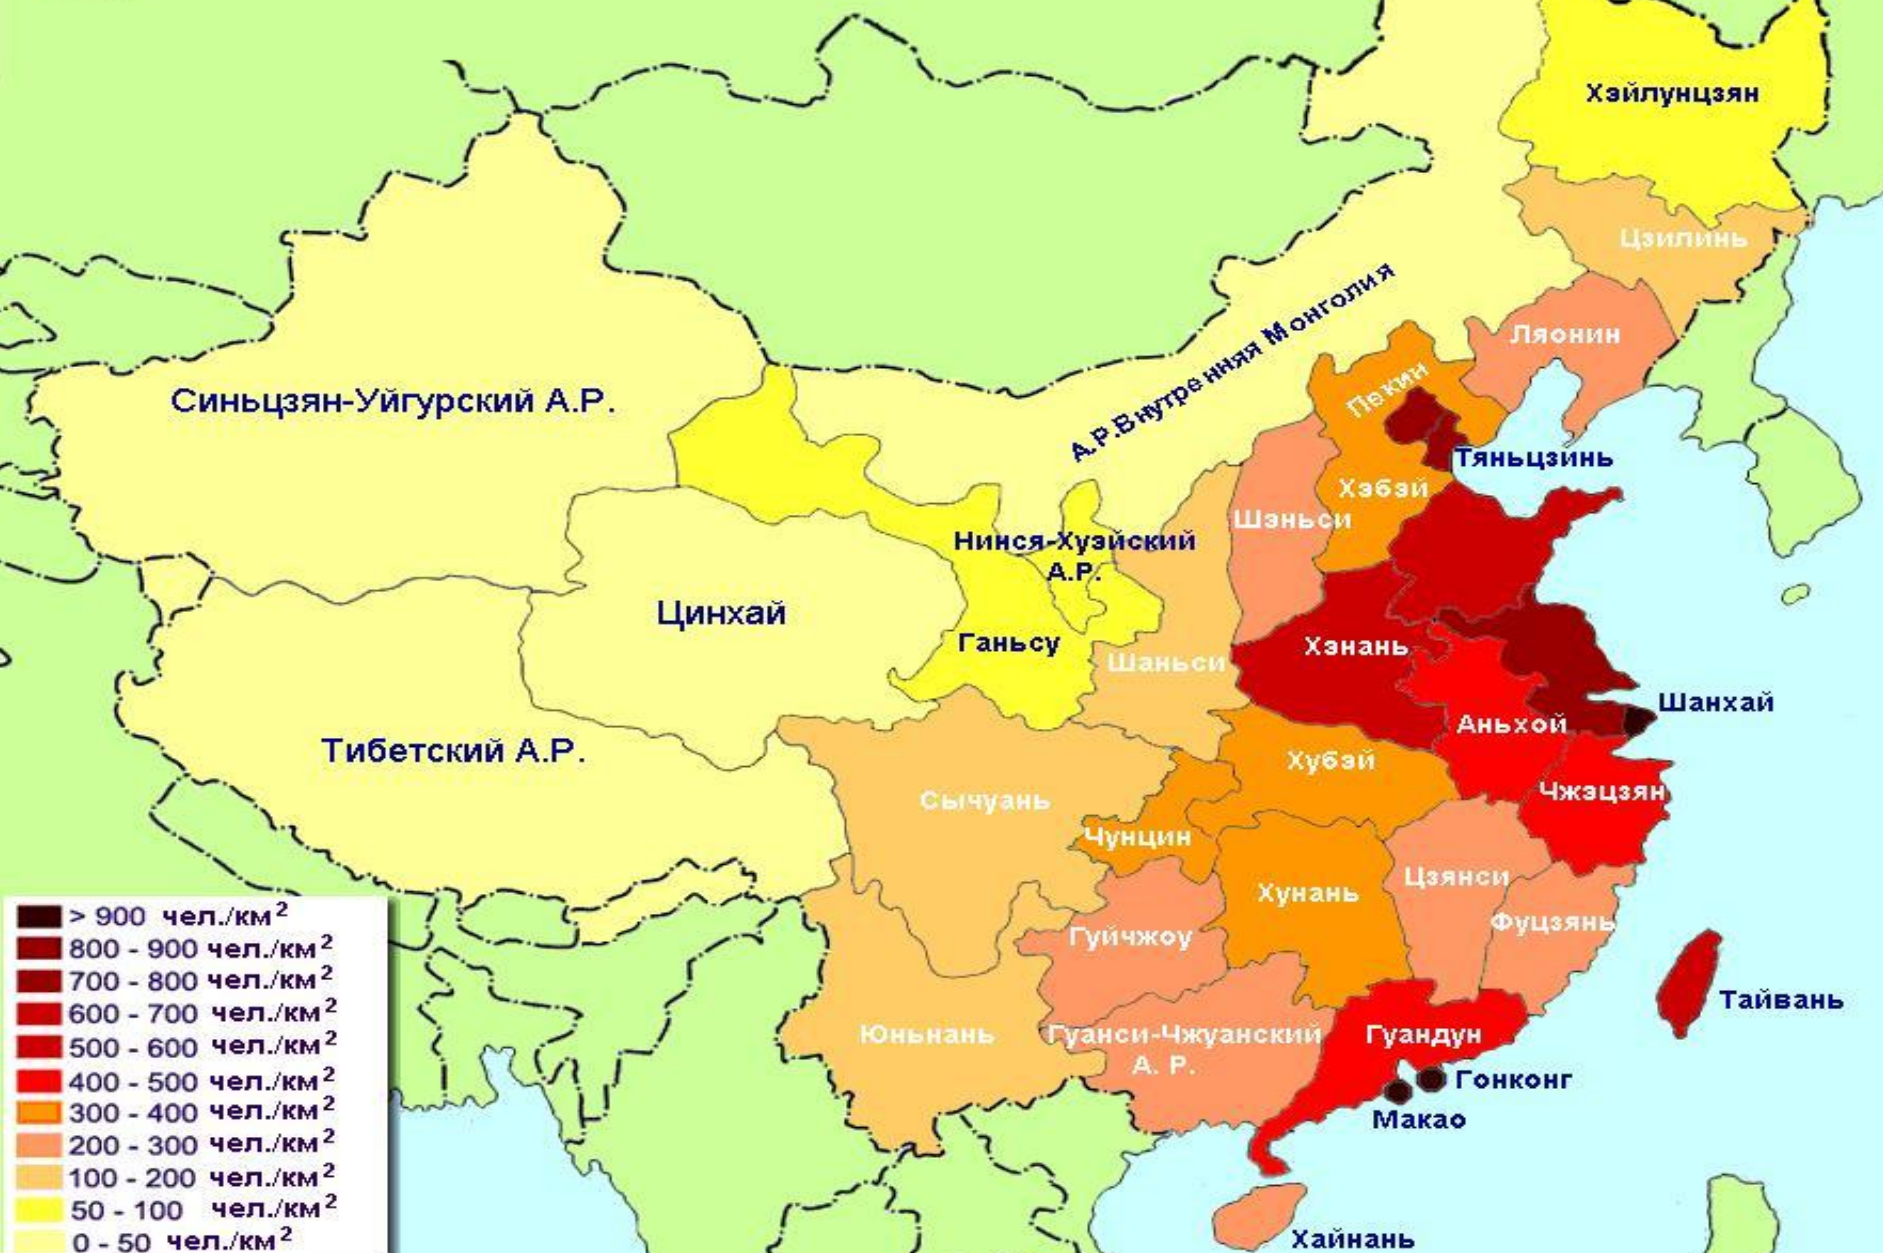 Хэйлунцзян
Цзилинь
Ляонин
А.Р.Внутренняя Монголия
Пекин
Синьцзян-Уйгурский А.Р.
Тяньцзинь
Хэбэй
Шэньси
Нинся-Хуэйский
А.Р.
Цинхай
Ганьсу
Хэнань
Шаньси
Шанхай
Аньхой
Тибетский А.Р.
Хубэй
Чжэцзян
Сычуань
Чунцин
Цзянси
Хунань
Фуцзянь
Гуйчжоу
Тайвань
Юньнань
Гуанси-Чжуанский
А. Р.
Гуандун
Гонконг
Макао
Хайнань
> 900 чел./км²
800 - 900 чел./км²
700 - 800 чел./км²
600 - 700 чел./км²
500 - 600 чел./км²
400 - 500 чел./км²
300 - 400 чел./км²
200 - 300 чел./км²
100 - 200 чел./км²
50 - 100 чел./км²
0 - 50 чел./км²